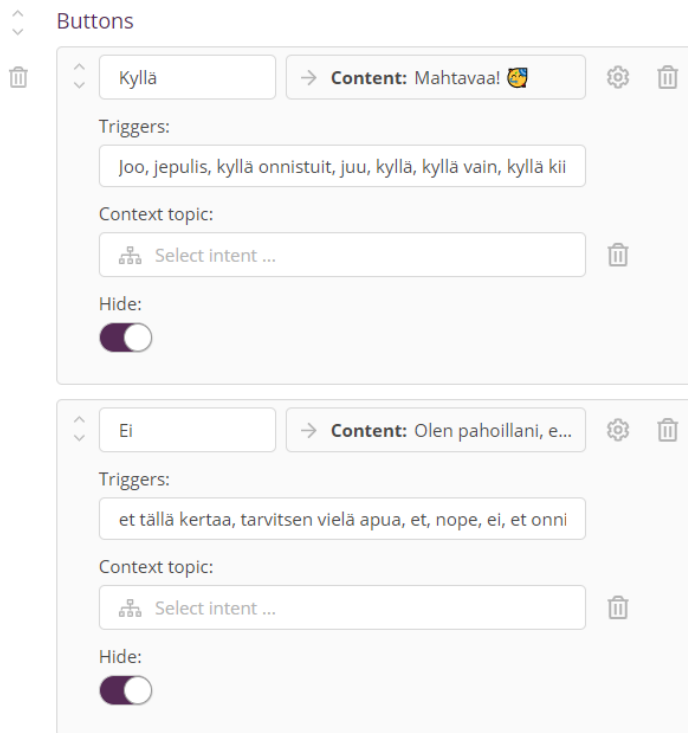 Buttons
Kyllä
→ Content: Mahtavaa! 🥳
Triggers:
Joo, jepulis, kyllä onnistuit, juu, kyllä, kyllä vain, kyllä kii
Context topic:
Select intent ...
Hide:
Ei
→ Content: Olen pahoillani, e...
Triggers:
et tällä kertaa, tarvitsen vielä apua, et, nope, ei, et onni
Context topic:
Select intent ...
Hide: